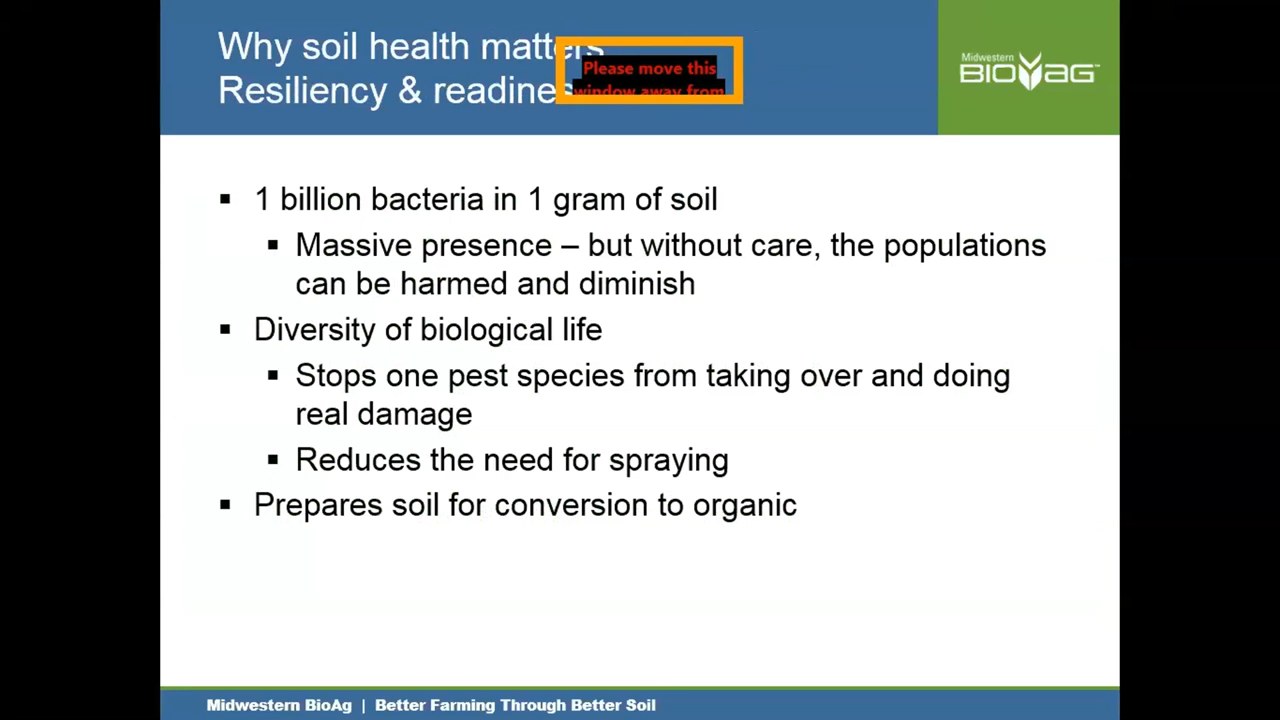 Why soil health matters
Resiliency & readines
Please move this
window away from
Midwestern
BIOAG™
▪ 1 billion bacteria in 1 gram of soil
▪ Massive presence – but without care, the populations
can be harmed and diminish
▪ Diversity of biological life
▪ Stops one pest species from taking over and doing
real damage
▪ Reduces the need for spraying
▪ Prepares soil for conversion to organic
Midwestern BioAg | Better Farming Through Better Soil